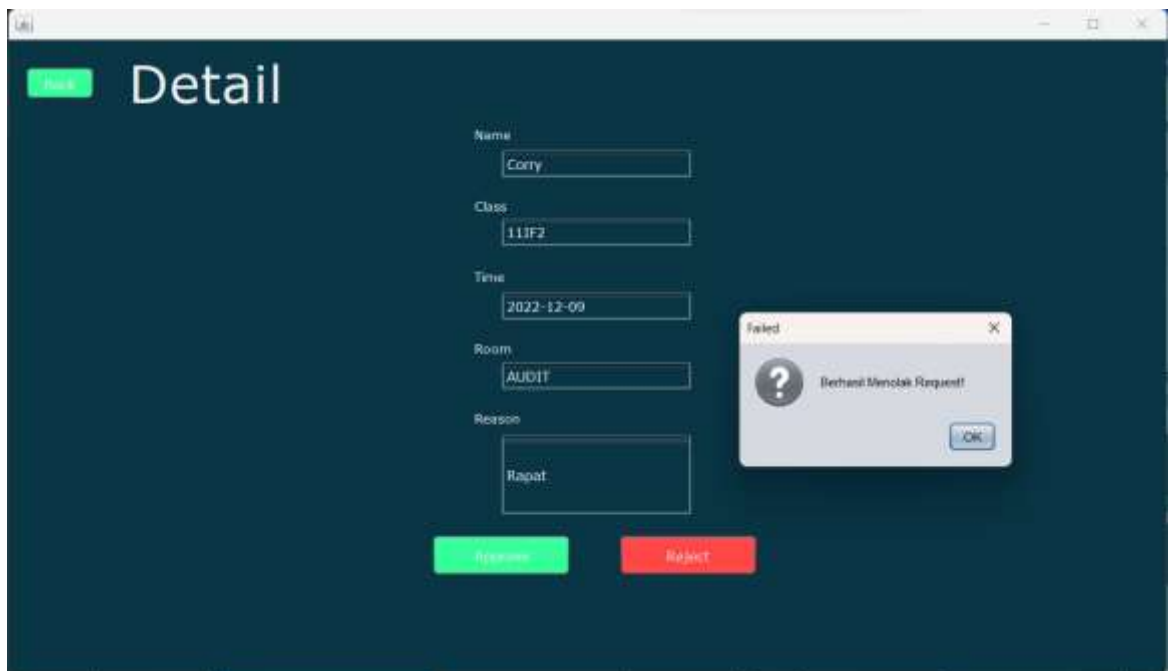 Back
Detail
Name
Corry
Class
11IF2
Time
2022-12-09
Room
AUDIT
Reason
Rapat
Approve
Reject
Failed
Berhasil Menolak Request!
OK